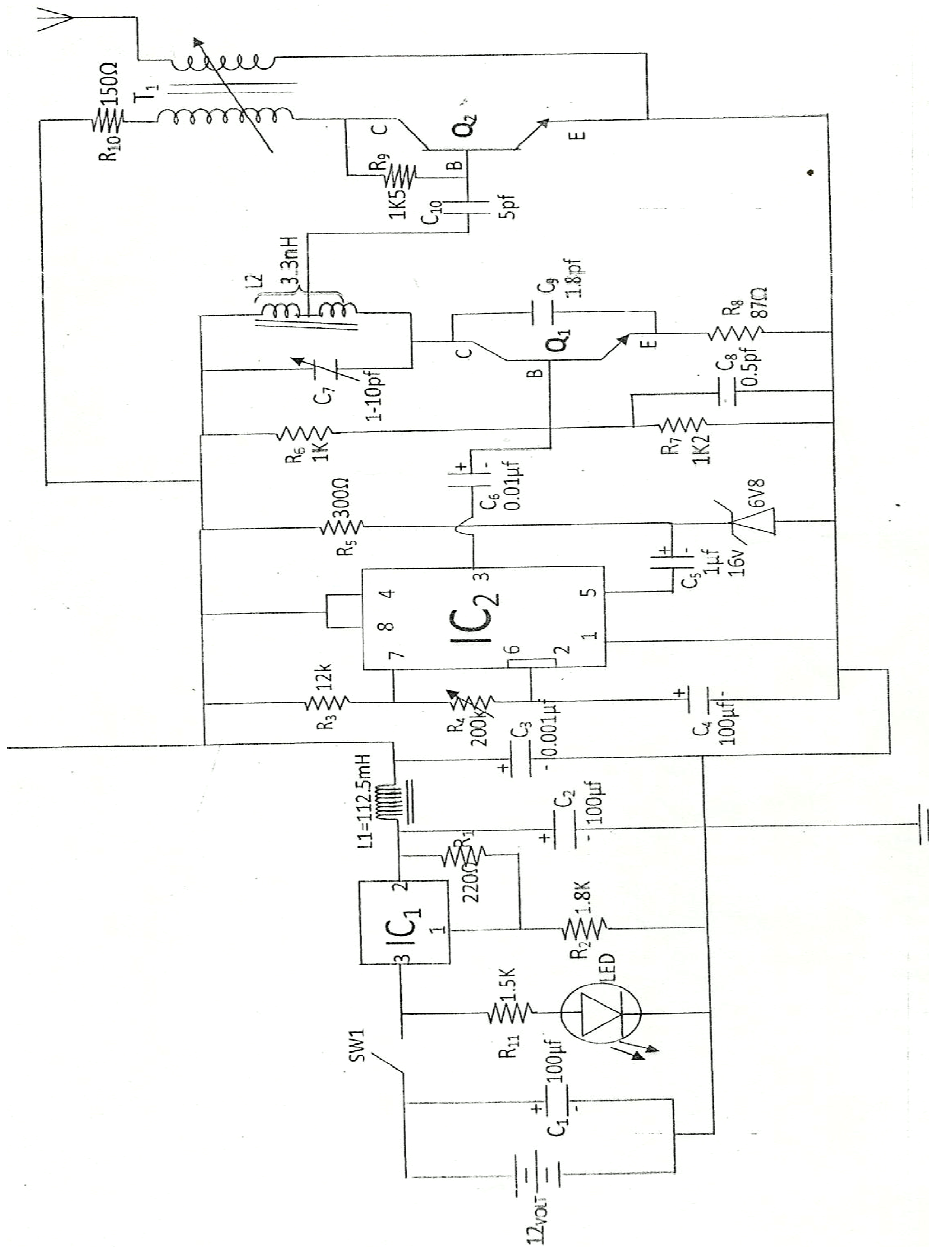 12VOLT
C1
+
-
100µf
SW1
R11
1.5K
LED
3
IC1
2
1
R1
220Ω
R2
1.8K
L1=112.5mH
+
C2
-
100µf
+
C3
-
0.001µf
R3
12k
R4
200k
C4
+
-
100µf
7
8
4
IC2
6
2
3
1
5
R5
300Ω
C5
+
-
1µf
16v
6V8
C6
+
-
0.01µf
R6
1K
R7
1K2
C8
0.5pf
C7
1-10pf
L2
3.3mH
C
B
Q1
E
C9
1.8pf
R8
87Ω
C10
5pf
R9
1K5
C
B
Q2
E
R10
150Ω
T1